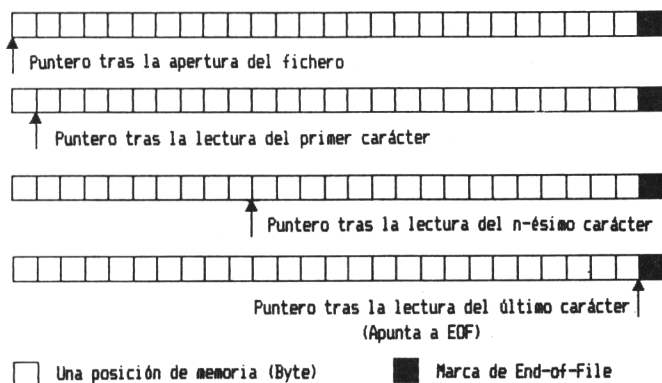 Puntero tras la apertura del fichero
Puntero tras la lectura del primer carácter
Puntero tras la lectura del n-ésimo carácter
Puntero tras la lectura del último carácter
(Apunta a EOF)
Una posición de memoria (Byte)
Marca de End-of-File